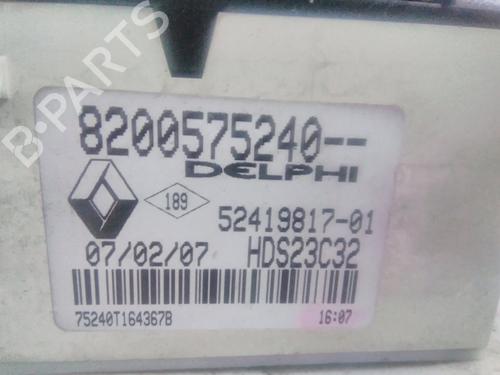 B-PARTS
8200575240--
DELPHI
189
52419817-01
07/02/07 HDS23C32
75240T164367B 16:07